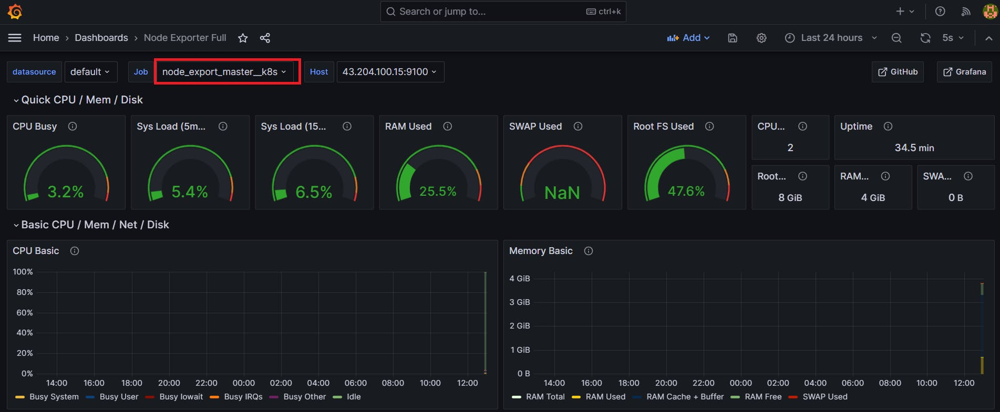 Search or jump to... ctrl+k
Home › Dashboards › Node Exporter Full
Add Last 24 hours 5s
datasource default Job node_export_master__k8s Host 43.204.100.15:9100 GitHub Grafana
Quick CPU / Mem / Disk
CPU Busy
3.2%
Sys Load (5m...
5.4%
Sys Load (15...
6.5%
RAM Used
25.5%
SWAP Used
NaN
Root FS Used
47.6%
CPU...
2
Uptime
34.5 min
Root...
8 GiB
RAM...
4 GiB
SWA...
0 B
Basic CPU / Mem / Net / Disk
CPU Basic
100%
80%
60%
40%
20%
0%
14:00 16:00 18:00 20:00 22:00 00:00 02:00 04:00 06:00 08:00 10:00 12:00
Busy System Busy User Busy Iowait Busy IRQs Busy Other Idle
Memory Basic
4 GiB
3 GiB
2 GiB
1 GiB
0 B
14:00 16:00 18:00 20:00 22:00 00:00 02:00 04:00 06:00 08:00 10:00 12:00
RAM Total RAM Used RAM Cache + Buffer RAM Free SWAP Used